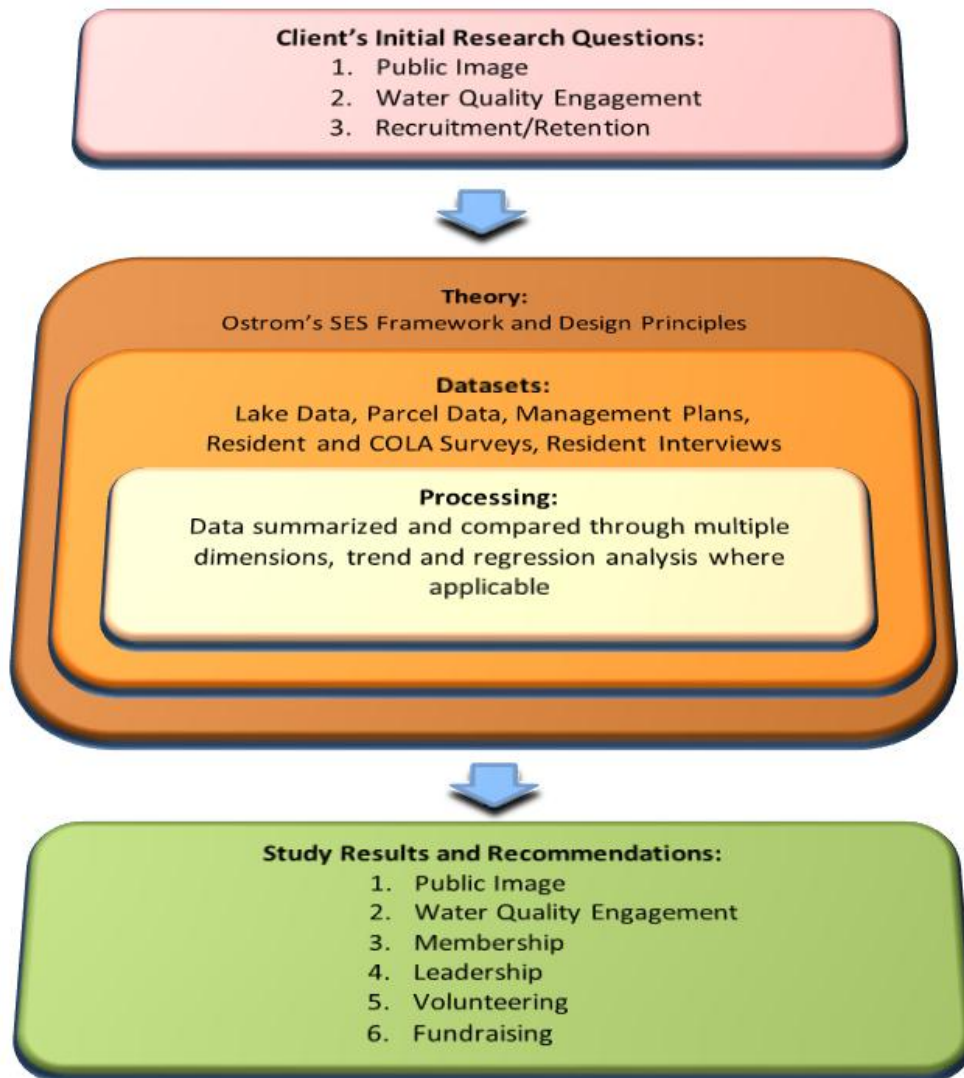 Client's Initial Research Questions:
1. Public Image
2. Water Quality Engagement
3. Recruitment/Retention
Theory:
Ostrom's SES Framework and Design Principles
Datasets:
Lake Data, Parcel Data, Management Plans,
Resident and COLA Surveys, Resident Interviews
Processing:
Data summarized and compared through multiple
dimensions, trend and regression analysis where
applicable
Study Results and Recommendations:
1. Public Image
2. Water Quality Engagement
3. Membership
4. Leadership
5. Volunteering
6. Fundraising